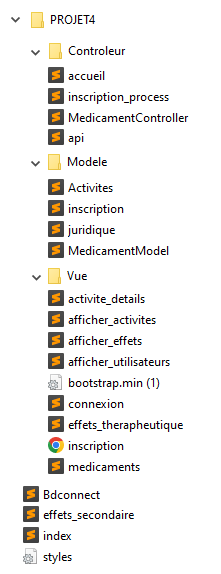 PROJET4
Controleur
accueil
inscription_process
MedicamentController
api
Modele
Activites
inscription
juridique
MedicamentModel
Vue
activite_details
afficher_activites
afficher_effets
afficher_utilisateurs
bootstrap.min (1)
connexion
effets_therapheutique
inscription
medicaments
Bdconnect
effets_secondaire
index
styles